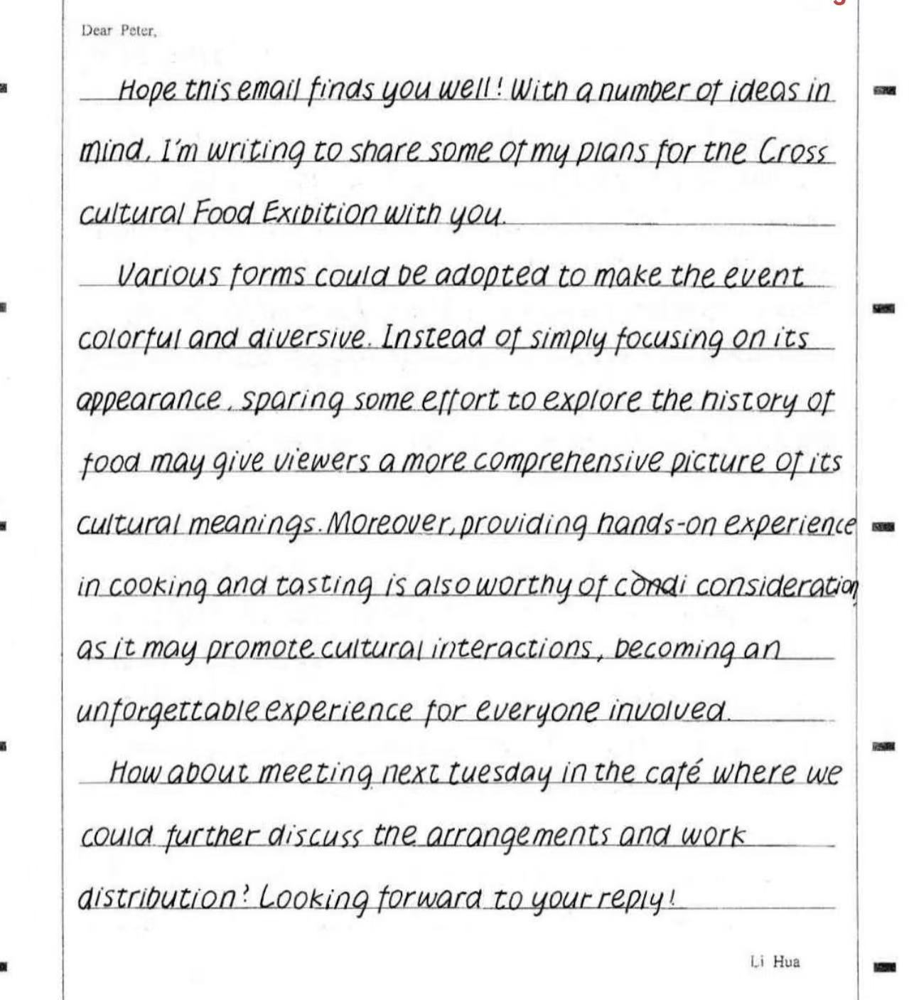 Dear Peter,
Hope this email finds you well! With a number of ideas in
mind, I'm writing to share some of my plans for the Cross
cultural Food Exibition with you.
Various forms could be adopted to make the event
colorful and diversive. Instead of simply focusing on its
appearance, sparing some effort to explore the history of
food may give viewers a more comprehensive picture of its
cultural meanings. Moreover, providing hands-on experience
in cooking and tasting is also worthy of condi consideration,
as it may promote cultural interactions, becoming an
unforgettable experience for everyone involved.
How about meeting next tuesday in the café where we
could further discuss the arrangements and work
distribution? Looking forward to your reply!
Li Hua